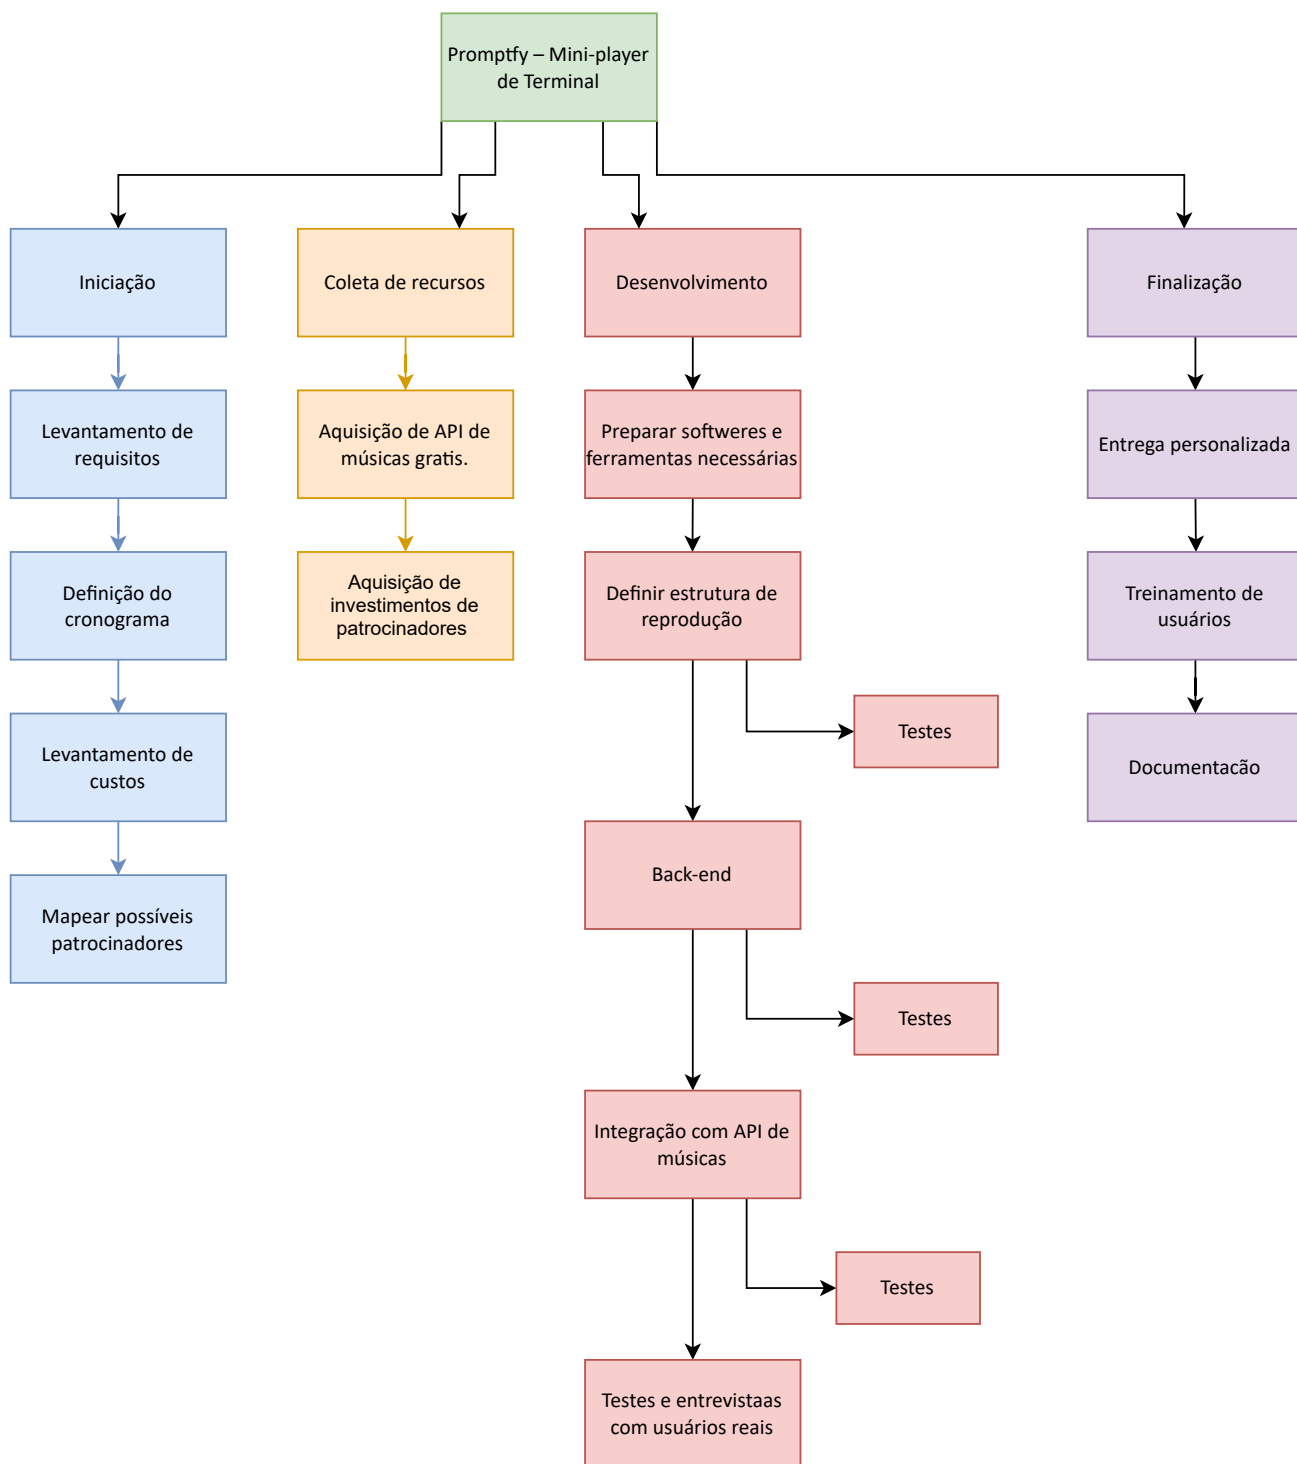 Promptfy – Mini-player
de Terminal
Iniciação
Coleta de recursos
Desenvolvimento
Finalização
Levantamento de
requisitos
Aquisição de API de
músicas gratis.
Preparar softweres e
ferramentas necessárias
Entrega personalizada
Definição do
cronograma
Aquisição de
investimentos de
patrocinadores
Definir estrutura de
reprodução
Treinamento de
usuários
Levantamento de
custos
Testes
Documentacão
Back-end
Mapear possíveis
patrocinadores
Testes
Integração com API de
músicas
Testes
Testes e entrevistaas
com usuários reais